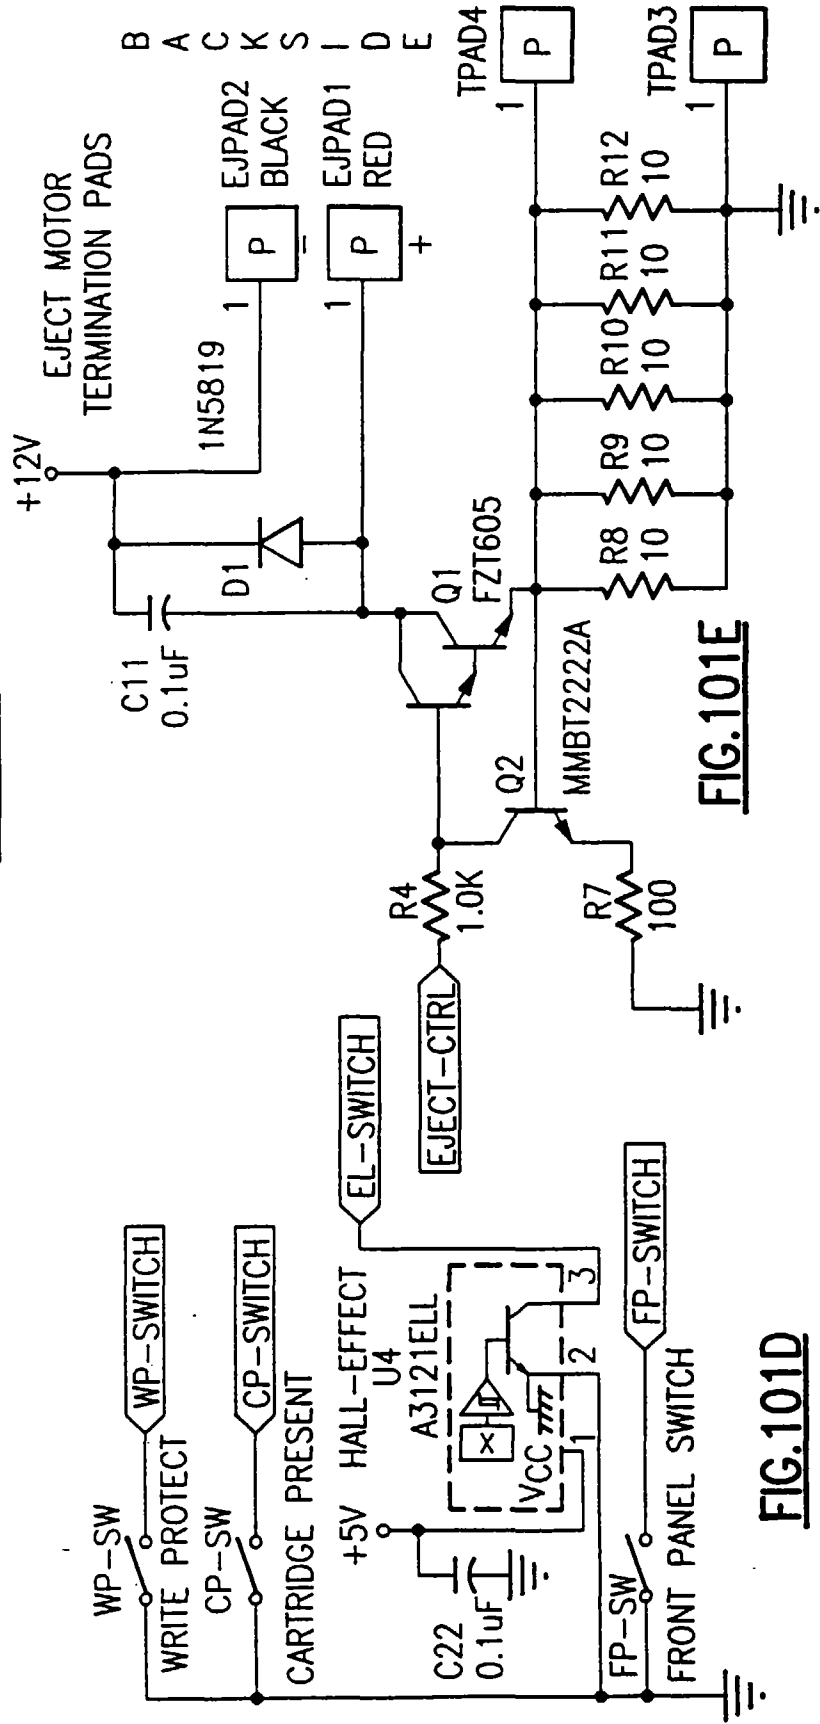 WP-SWITCH
WP-SW
WRITE PROTECT
CP-SWITCH
CP-SW
CARTRIDGE PRESENT
EL-SWITCH
+5V
HALL-EFFECT
U4
A3121ELL
X
VCC
1
2
3
C22
0.1uF
FP-SWITCH
FP-SW
FRONT PANEL SWITCH
FIG.101D
+12V
EJECT MOTOR
TERMINATION PADS
BACKSIDE
C11
0.1uF
D1
1N5819
1
P
-
EJPAD2
BLACK
1
P
+
EJPAD1
RED
EJECT-CTRL
R4
1.0K
Q1
FZT605
Q2
MMBT2222A
R7
100
R8
10
R9
10
R10
10
R11
10
R12
10
1
P
TPAD4
1
P
TPAD3
FIG.101E